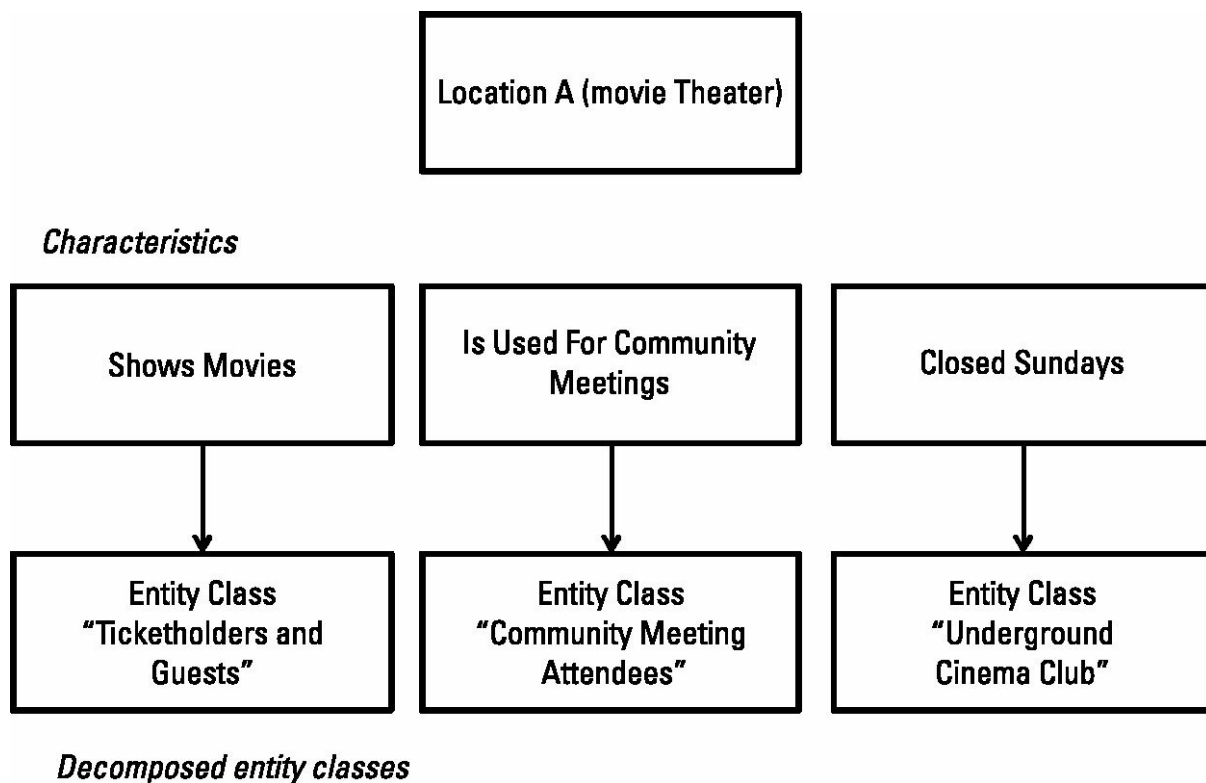 Location A (movie Theater)
Characteristics
Shows Movies
Is Used For Community
Meetings
Closed Sundays
Entity Class
“Ticketholders and
Guests”
Entity Class
“Community Meeting
Attendees”
Entity Class
“Underground
Cinema Club”
Decomposed entity classes